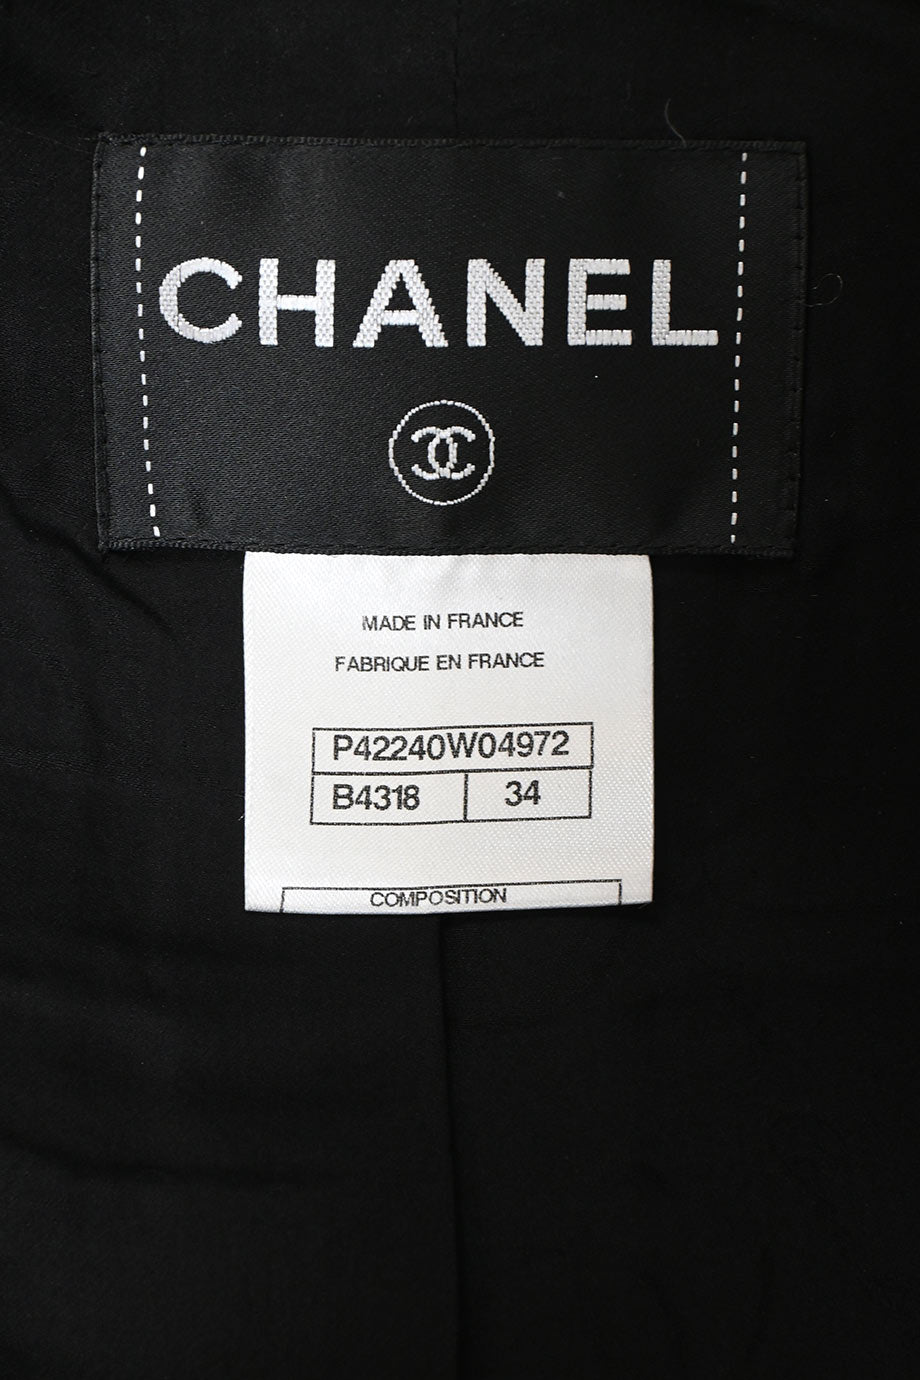 CHANEL
MADE IN FRANCE
FABRIQUE EN FRANCE
P42240W04972
B4318 34
COMPOSITION